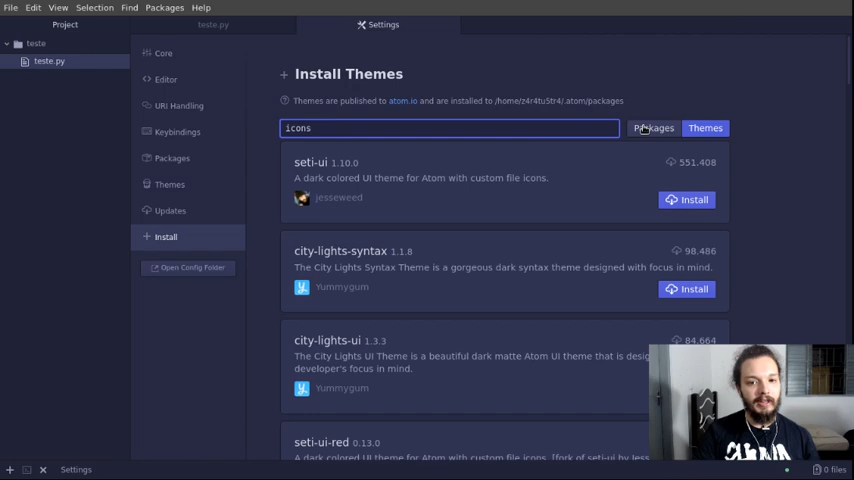 File Edit View Selection Find Packages Help
Project
teste.py
Settings
teste
teste.py
Core
Editor
URI Handling
Keybindings
Packages
Themes
Updates
Install
Open Config Folder
Install Themes
Themes are published to atom.io and are installed to /home/z4r4tu5tr4/.atom/packages
icons
Packages
Themes
seti-ui 1.10.0
551.408
A dark colored UI theme for Atom with custom file icons.
jesseweed
Install
city-lights-syntax 1.1.8
98.486
The City Lights Syntax Theme is a gorgeous dark syntax theme designed with focus in mind.
Yummygum
Install
city-lights-ui 1.3.3
84.664
The City Lights UI Theme is a beautiful dark matte Atom UI theme that is
developer's focus in mind.
Yummygum
seti-ui-red 0.13.0
A dark colored UI theme for Atom with custom file icons. [fork of seti-ui by
Settings
0 files